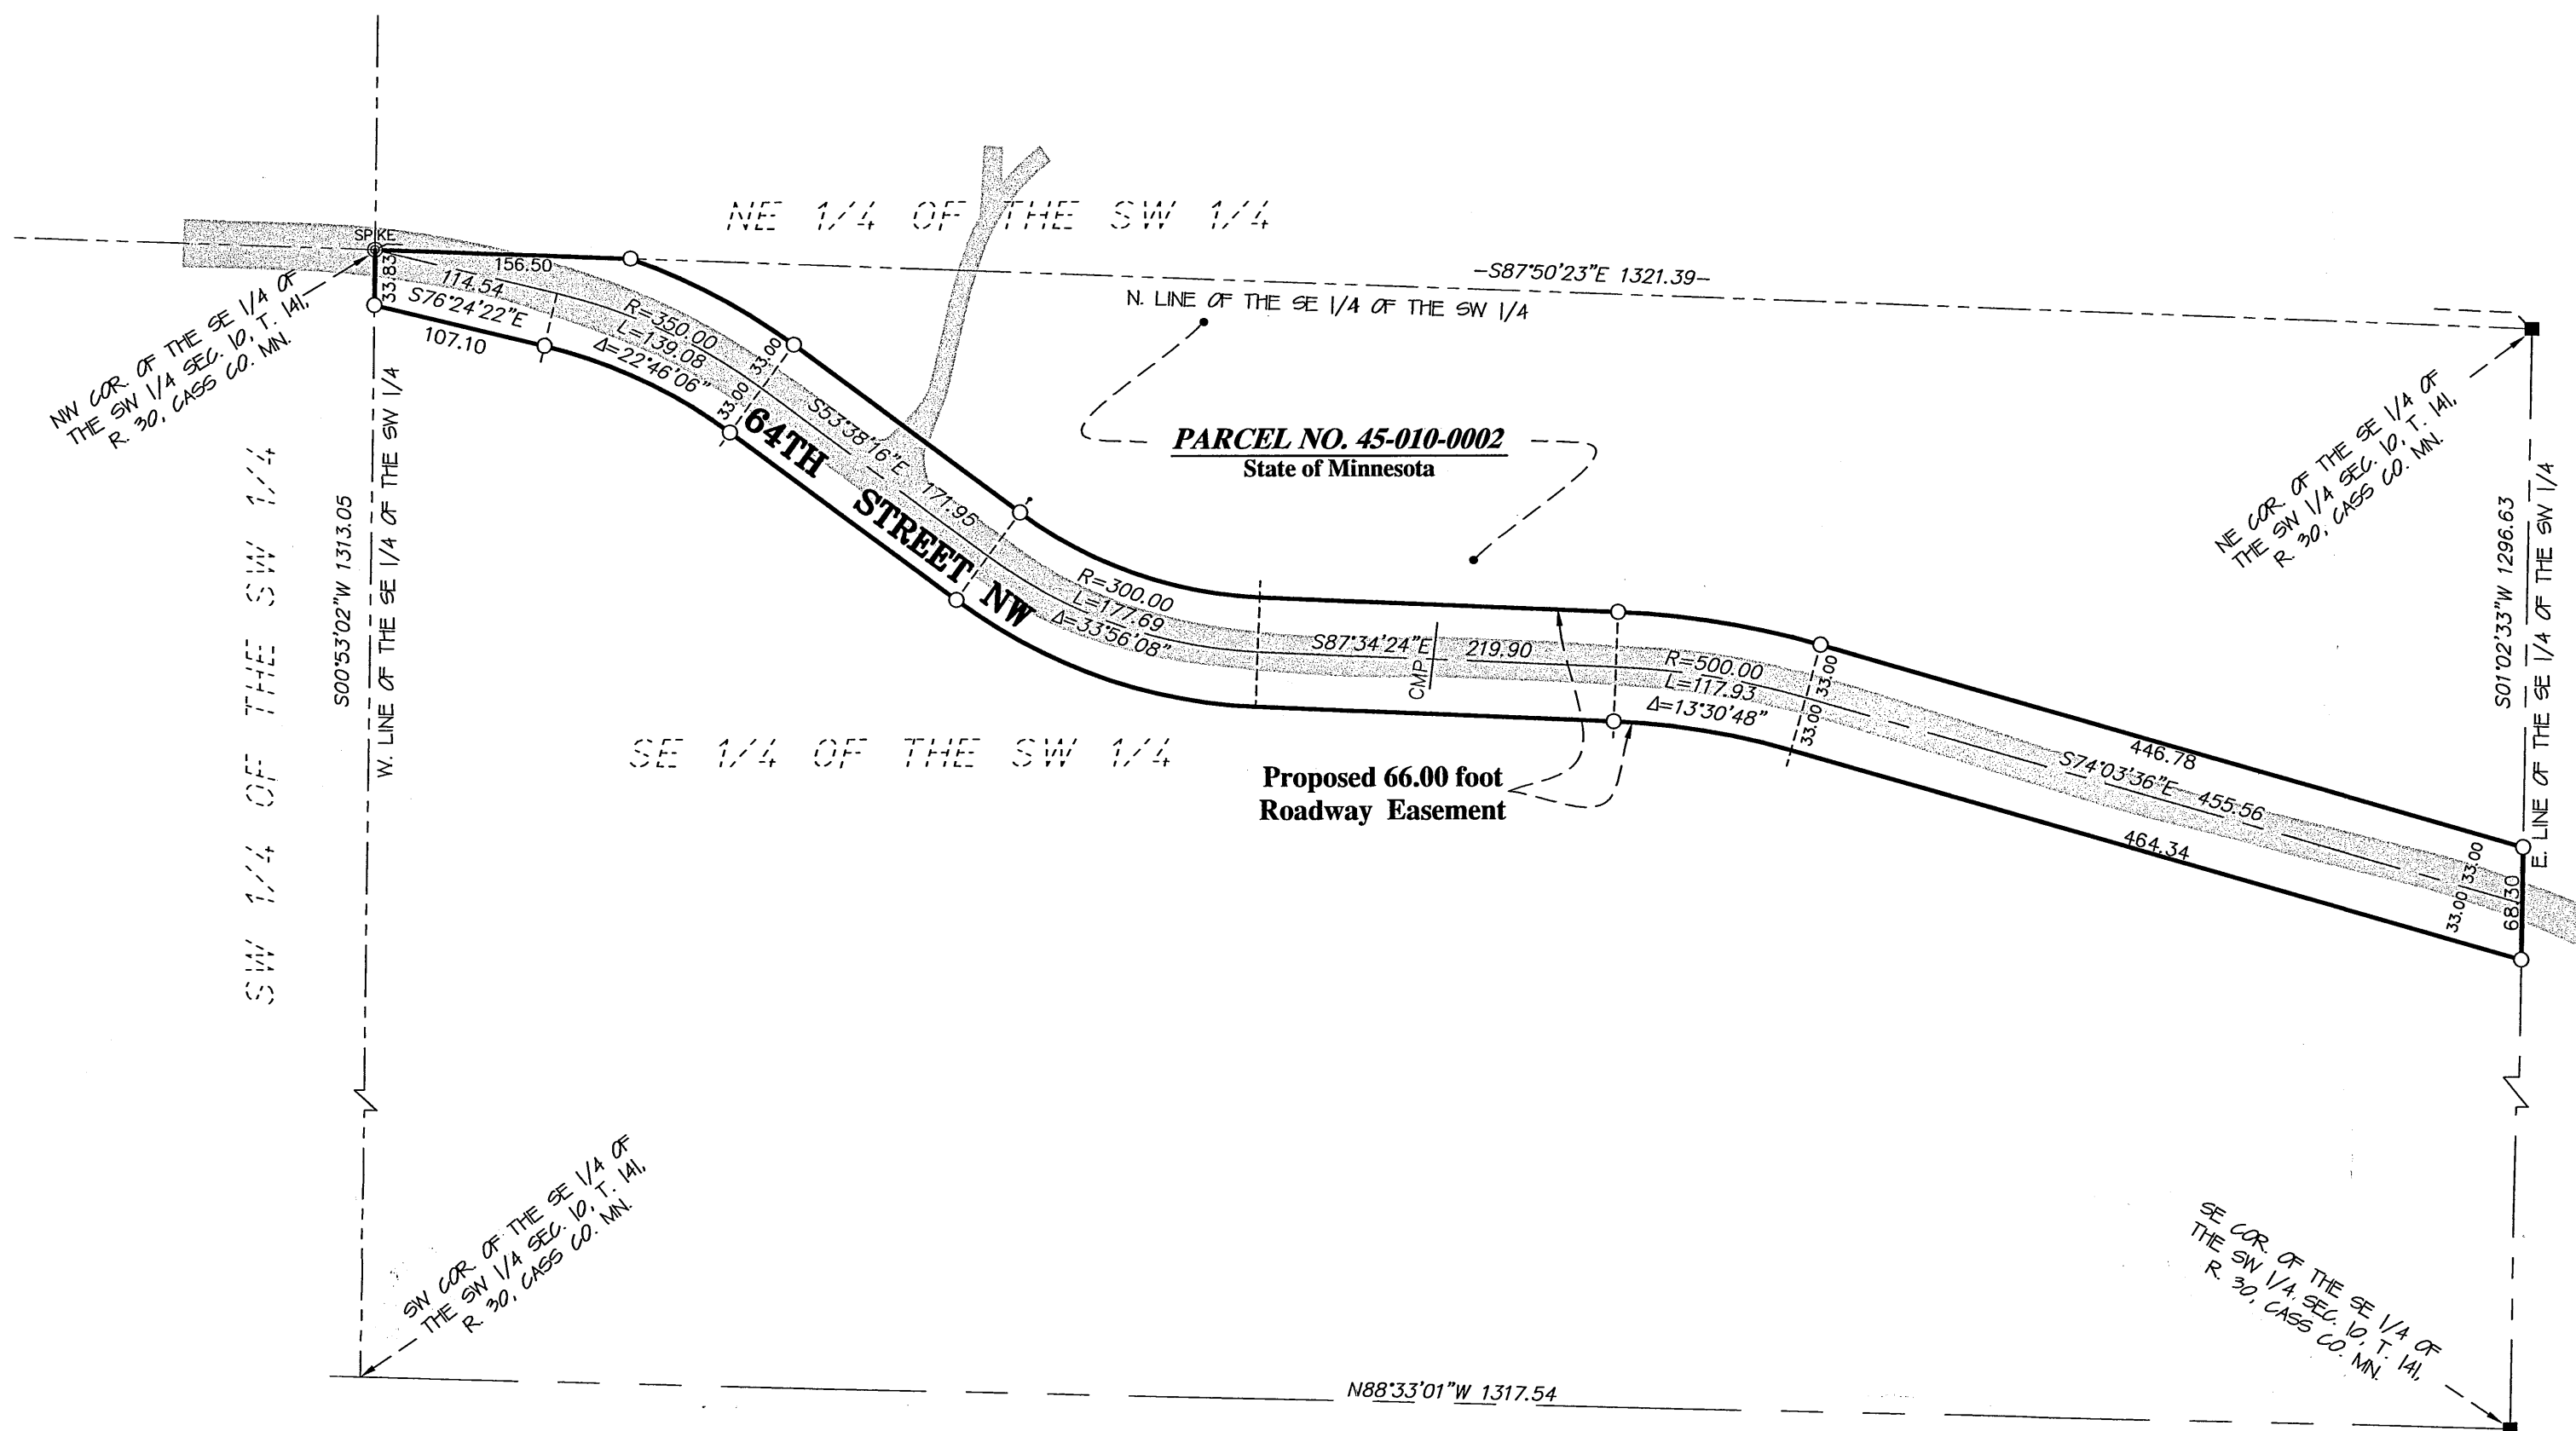 NE 1/4 OF THE SW 1/4
SPIKE
156.50
33.83
114.54
S76°24'22"E
107.10
NW COR. OF THE SE 1/4 OF
THE SW 1/4 SEC. 10, T. 141,
R. 30, CASS CO. MN.
R=350.00
L=139.08
Δ=22°46'06"
33.00
33.00
-S87°50'23"E 1321.39-
N. LINE OF THE SE 1/4 OF THE SW 1/4
PARCEL NO. 45-010-0002
State of Minnesota
NE COR. OF THE SE 1/4 OF
THE SW 1/4 SEC. 10, T. 141,
R. 30, CASS CO. MN.
S01°02'33"W 1296.63
E. LINE OF THE SE 1/4 OF THE SW 1/4
SW 1/4 OF THE SW 1/4
S00°53'02"W 1313.05
W. LINE OF THE SE 1/4 OF THE SW 1/4
64TH STREET NW
S53°38'16"E 171.95
R=300.00
L=177.69
Δ=33°56'08"
S87°34'24"E 219.90
CMP
R=500.00
L=117.93
Δ=13°30'48"
33.00
33.00
446.78
S74°03'36"E 455.56
464.34
33.00
33.00
68.30
SE 1/4 OF THE SW 1/4
Proposed 66.00 foot
Roadway Easement
SW COR. OF THE SE 1/4 OF
THE SW 1/4 SEC. 10, T. 141,
R. 30, CASS CO. MN.
SE COR. OF THE SE 1/4 OF
THE SW 1/4 SEC. 10, T. 141,
R. 30, CASS CO. MN.
N88°33'01"W 1317.54